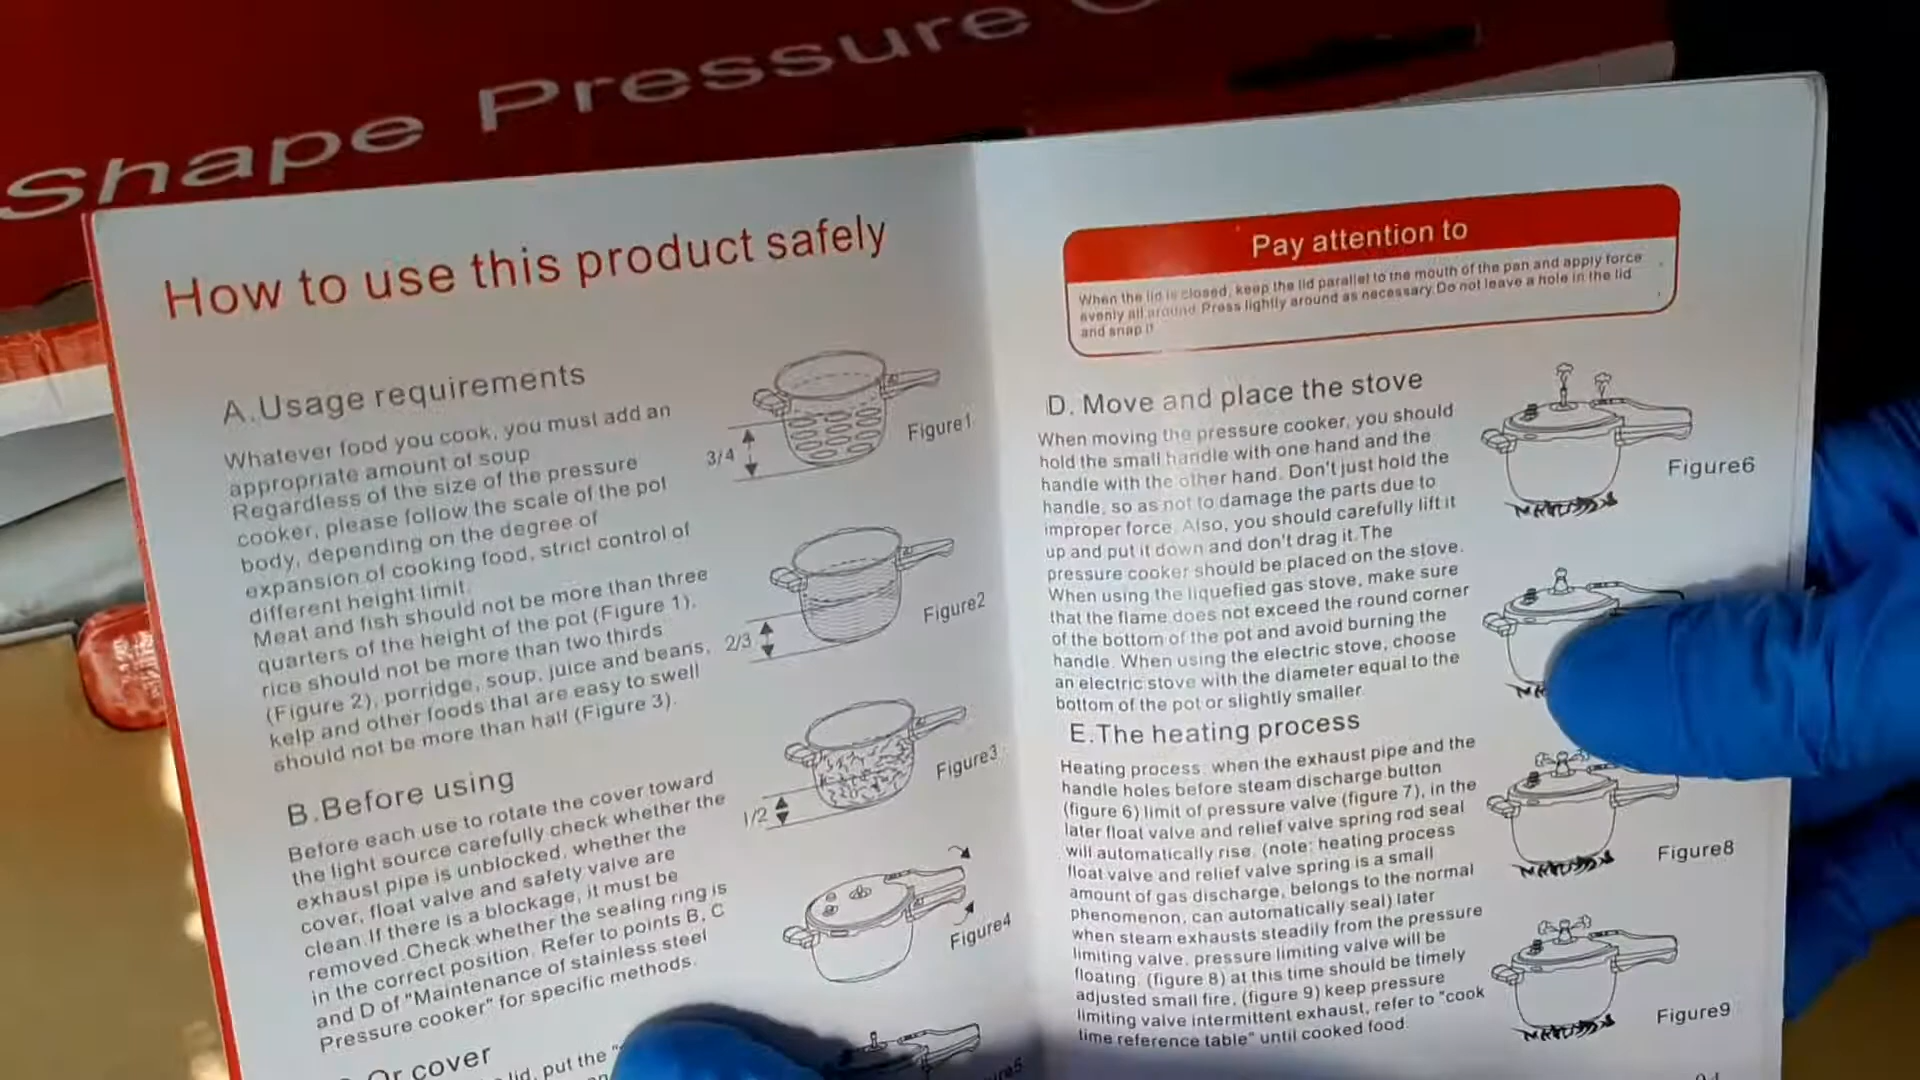 Shape Pressure
How to use this product safely
A.Usage requirements
Whatever food you cook, you must add an
appropriate amount of soup
Regardless of the size of the pressure
cooker, please follow the scale of the pot
body, depending on the degree of
expansion of cooking food, strict control of
different height limit.
Meat and fish should not be more than three
quarters of the height of the pot (Figure 1),
rice should not be more than two thirds
(Figure 2), porridge, soup, juice and beans,
kelp and other foods that are easy to swell
should not be more than half (Figure 3).
3/4
Figure1
2/3
Figure2
1/2
Figure3
B.Before using
Before each use to rotate the cover toward
the light source carefully check whether the
exhaust pipe is unblocked, whether the
cover, float valve and safety valve are
clean.If there is a blockage, it must be
removed.Check whether the sealing ring is
in the correct position. Refer to points B, C
and D of "Maintenance of stainless steel
Pressure cooker" for specific methods.
Figure4
Or cover
lid, put the
Pay attention to
When the lid is closed, keep the lid parallel to the mouth of the pan and apply force
evenly all around.Press lightly around as necessary.Do not leave a hole in the lid
and snap it
D. Move and place the stove
When moving the pressure cooker, you should
hold the small handle with one hand and the
handle with the other hand. Don't just hold the
handle, so as not to damage the parts due to
improper force. Also, you should carefully lift it
up and put it down and don't drag it.The
pressure cooker should be placed on the stove.
When using the liquefied gas stove, make sure
that the flame does not exceed the round corner
of the bottom of the pot and avoid burning the
handle. When using the electric stove, choose
an electric stove with the diameter equal to the
bottom of the pot or slightly smaller.
Figure6
E.The heating process
Heating process: when the exhaust pipe and the
handle holes before steam discharge button
(figure 6) limit of pressure valve (figure 7), in the
later float valve and relief valve spring rod seal
will automatically rise. (note: heating process
float valve and relief valve spring is a small
amount of gas discharge, belongs to the normal
phenomenon, can automatically seal) later
when steam exhausts steadily from the pressure
limiting valve, pressure limiting valve will be
floating. (figure 8) at this time should be timely
adjusted small fire, (figure 9) keep pressure
limiting valve intermittent exhaust, refer to "cook
time reference table" until cooked food.
Figure8
Figure9